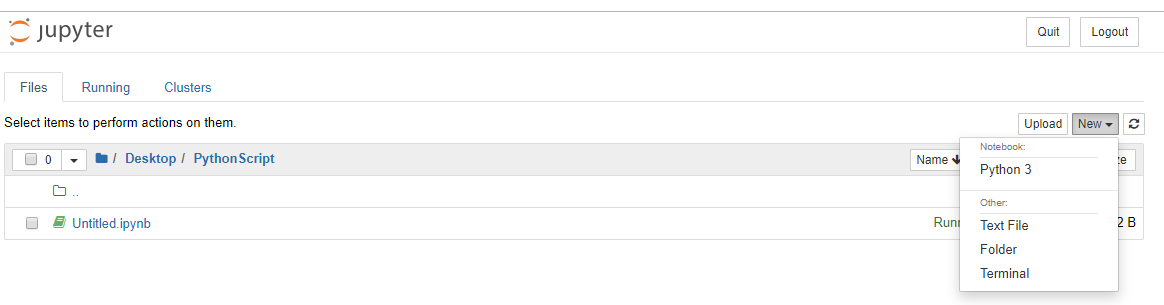 jupyter
Quit Logout
Files Running Clusters
Select items to perform actions on them.
Upload New
0 / Desktop / PythonScript
Name
Notebook:
Python 3
..
Untitled.ipynb
2 B
Other:
Text File
Folder
Terminal